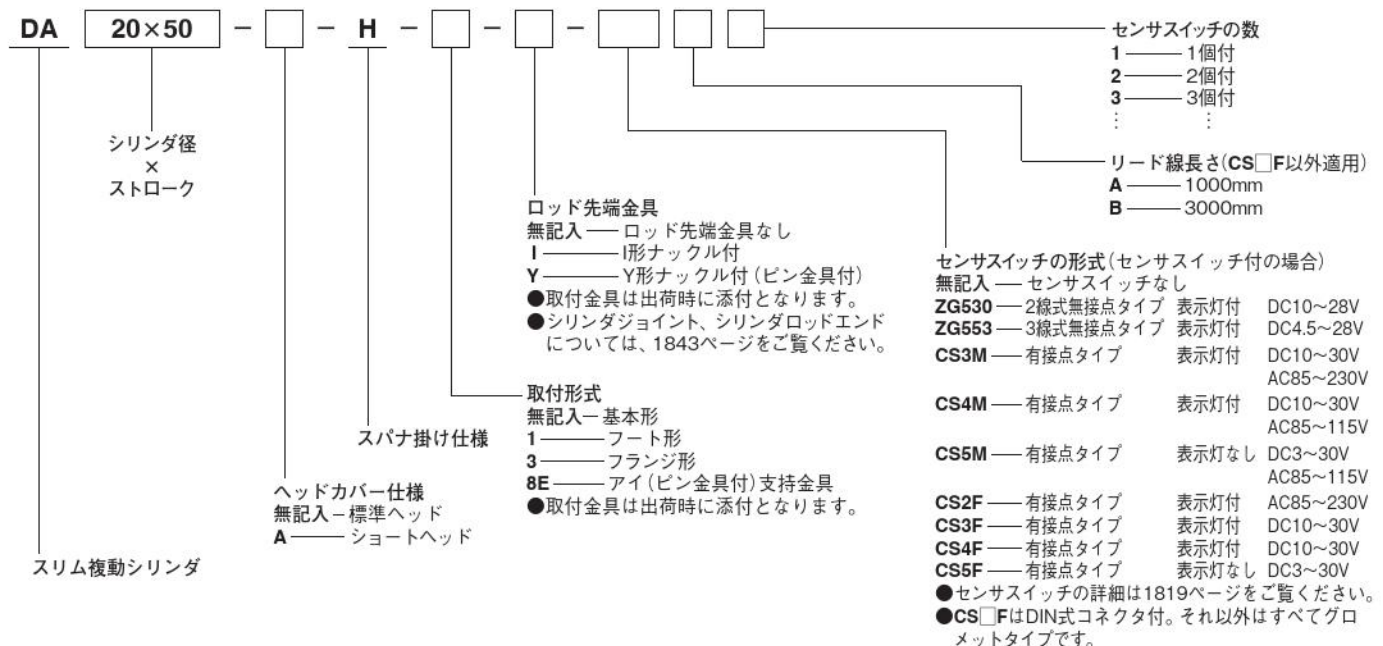 DA 20×50 － □ － H － □ － □ － □ □ □
シリンダ径
×
ストローク
スリム複動シリンダ
ヘッドカバー仕様
無記入－標準ヘッド
A── ショートヘッド
スパナ掛け仕様
取付形式
無記入－基本形
1──フート形
3──フランジ形
8E──アイ（ピン金具付）支持金具
●取付金具は出荷時に添付となります。
ロッド先端金具
無記入──ロッド先端金具なし
I──I形ナックル付
Y──Y形ナックル付（ピン金具付）
●取付金具は出荷時に添付となります。
●シリンダジョイント、シリンダロッドエンド
については、1843ページをご覧ください。
センサスイッチの形式（センサスイッチ付の場合）
無記入──センサスイッチなし
ZG530──2線式無接点タイプ 表示灯付 DC10～28V
ZG553──3線式無接点タイプ 表示灯付 DC4.5～28V
CS3M──有接点タイプ 表示灯付 DC10～30V
AC85～230V
CS4M──有接点タイプ 表示灯付 DC10～30V
AC85～115V
CS5M──有接点タイプ 表示灯なし DC3～30V
AC85～115V
CS2F──有接点タイプ 表示灯付 AC85～230V
CS3F──有接点タイプ 表示灯付 DC10～30V
CS4F──有接点タイプ 表示灯付 DC10～30V
CS5F──有接点タイプ 表示灯なし DC3～30V
●センサスイッチの詳細は1819ページをご覧ください。
●CS□FはDIN式コネクタ付。それ以外はすべてグロ
メットタイプです。
リード線長さ（CS□F以外適用）
A──1000mm
B──3000mm
センサスイッチの数
1──1個付
2──2個付
3──3個付
⋮ ⋮